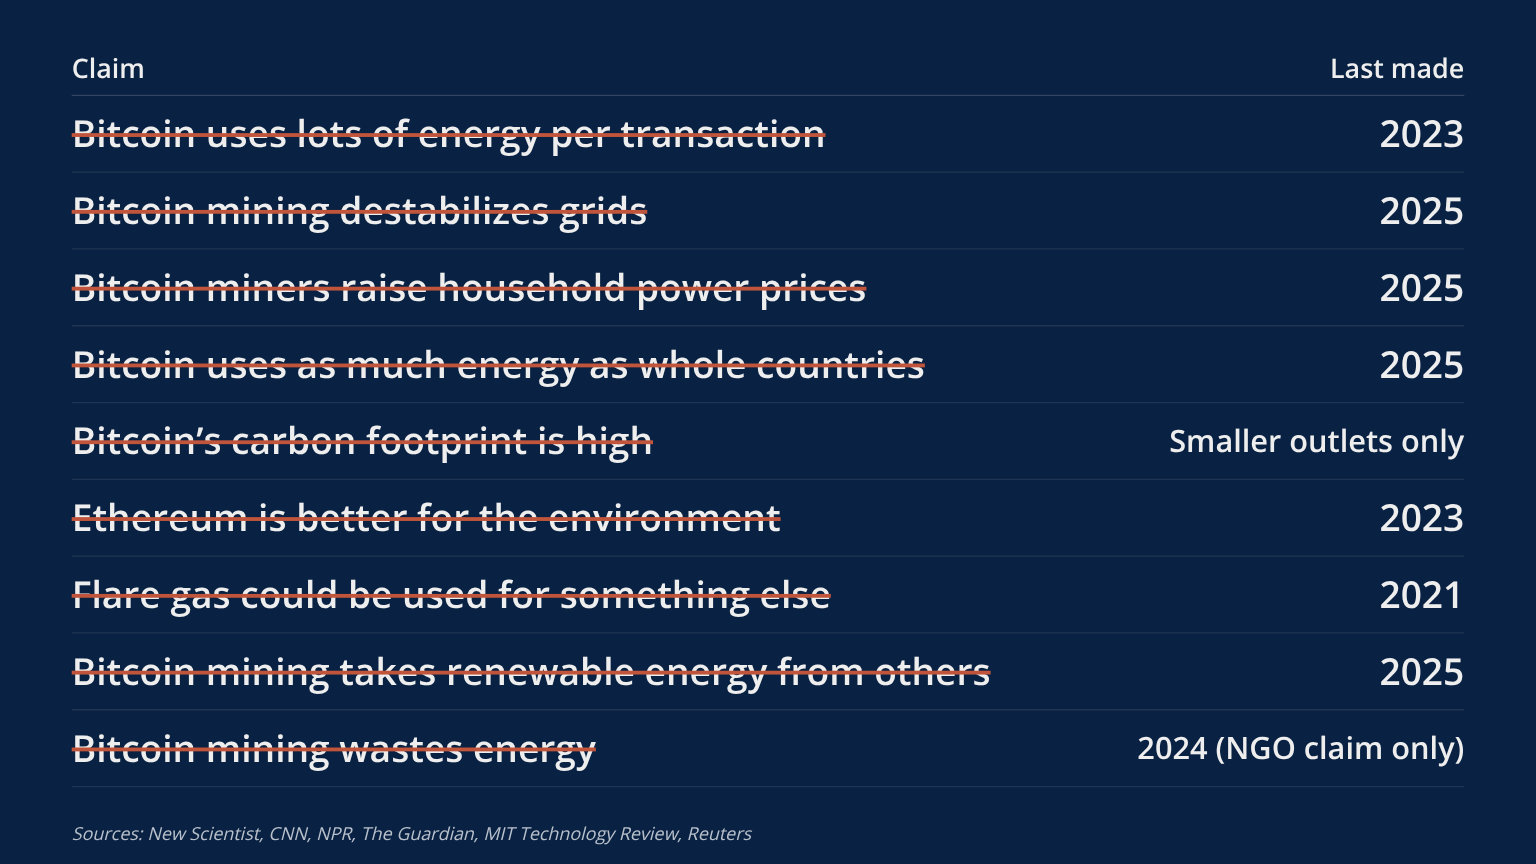 Claim Last made
Bitcoin uses lots of energy per transaction 2023
Bitcoin mining destabilizes grids 2025
Bitcoin miners raise household power prices 2025
Bitcoin uses as much energy as whole countries 2025
Bitcoin’s carbon footprint is high Smaller outlets only
Ethereum is better for the environment 2023
Flare gas could be used for something else 2021
Bitcoin mining takes renewable energy from others 2025
Bitcoin mining wastes energy 2024 (NGO claim only)
Sources: New Scientist, CNN, NPR, The Guardian, MIT Technology Review, Reuters